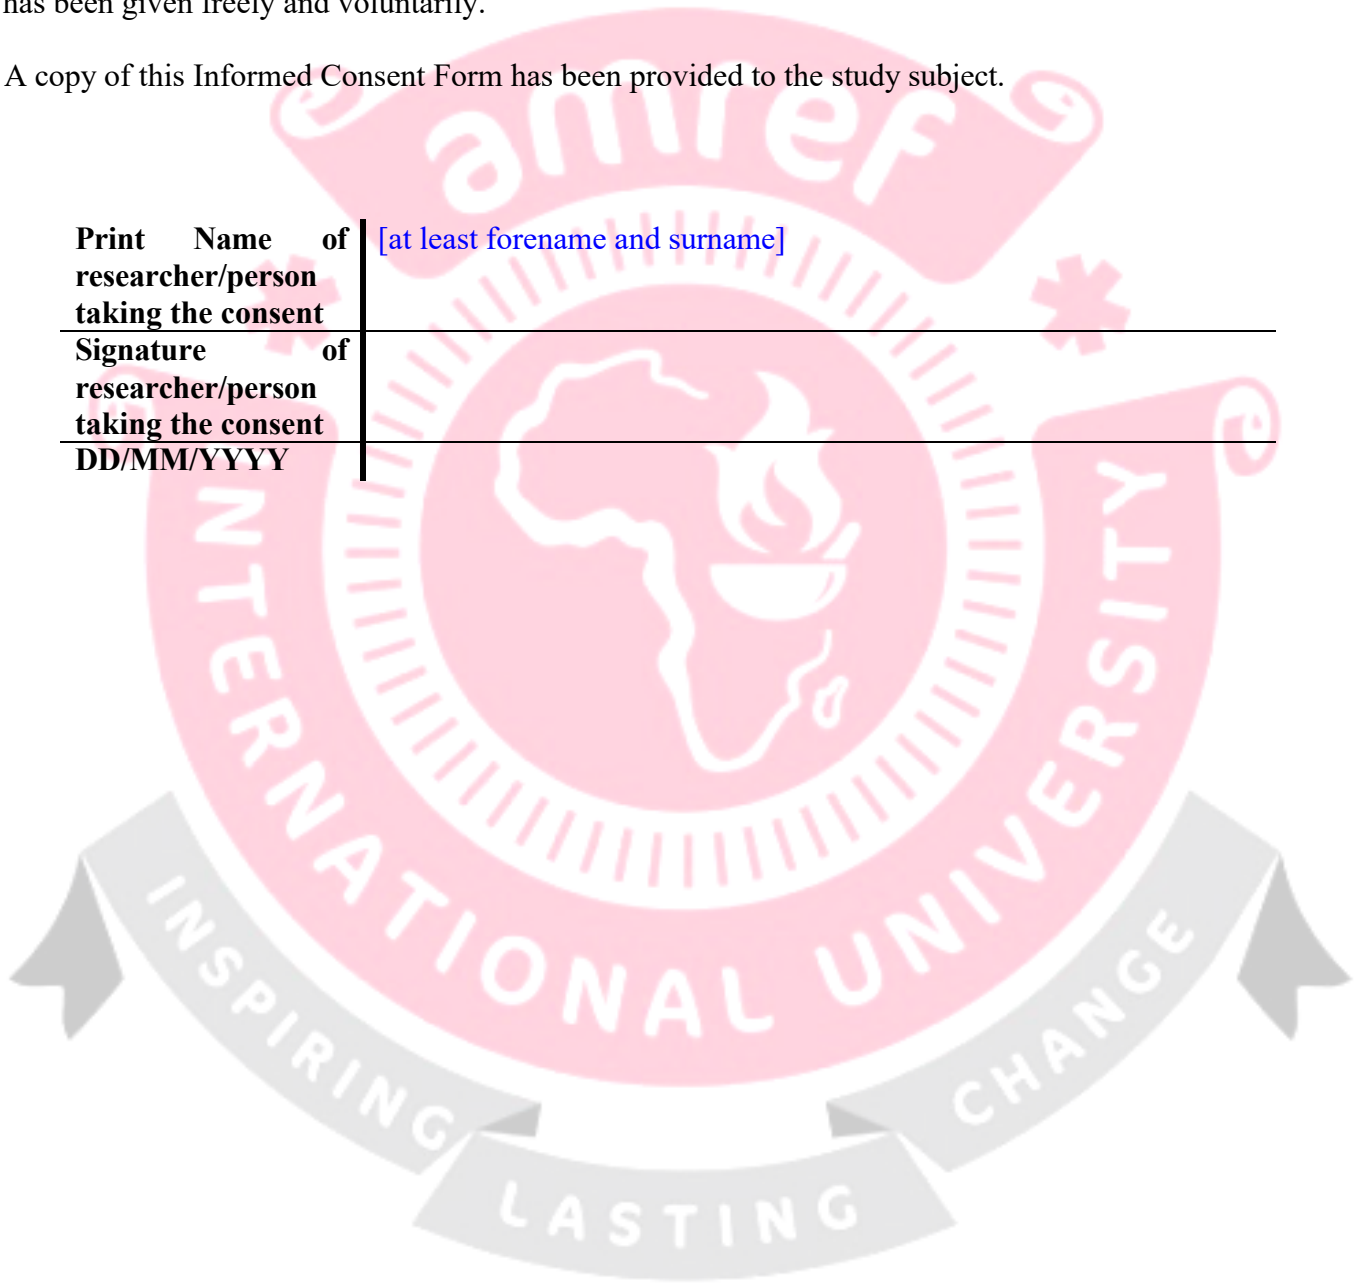 has been given freely and voluntarily.
A copy of this Informed Consent Form has been provided to the study subject.
Print Name of [at least forename and surname]
researcher/person
taking the consent
Signature of
researcher/person
taking the consent
DD/MM/YYYY
amref
INTERNATIONAL UNIVERSITY
INSPIRING
LASTING
CHANGE